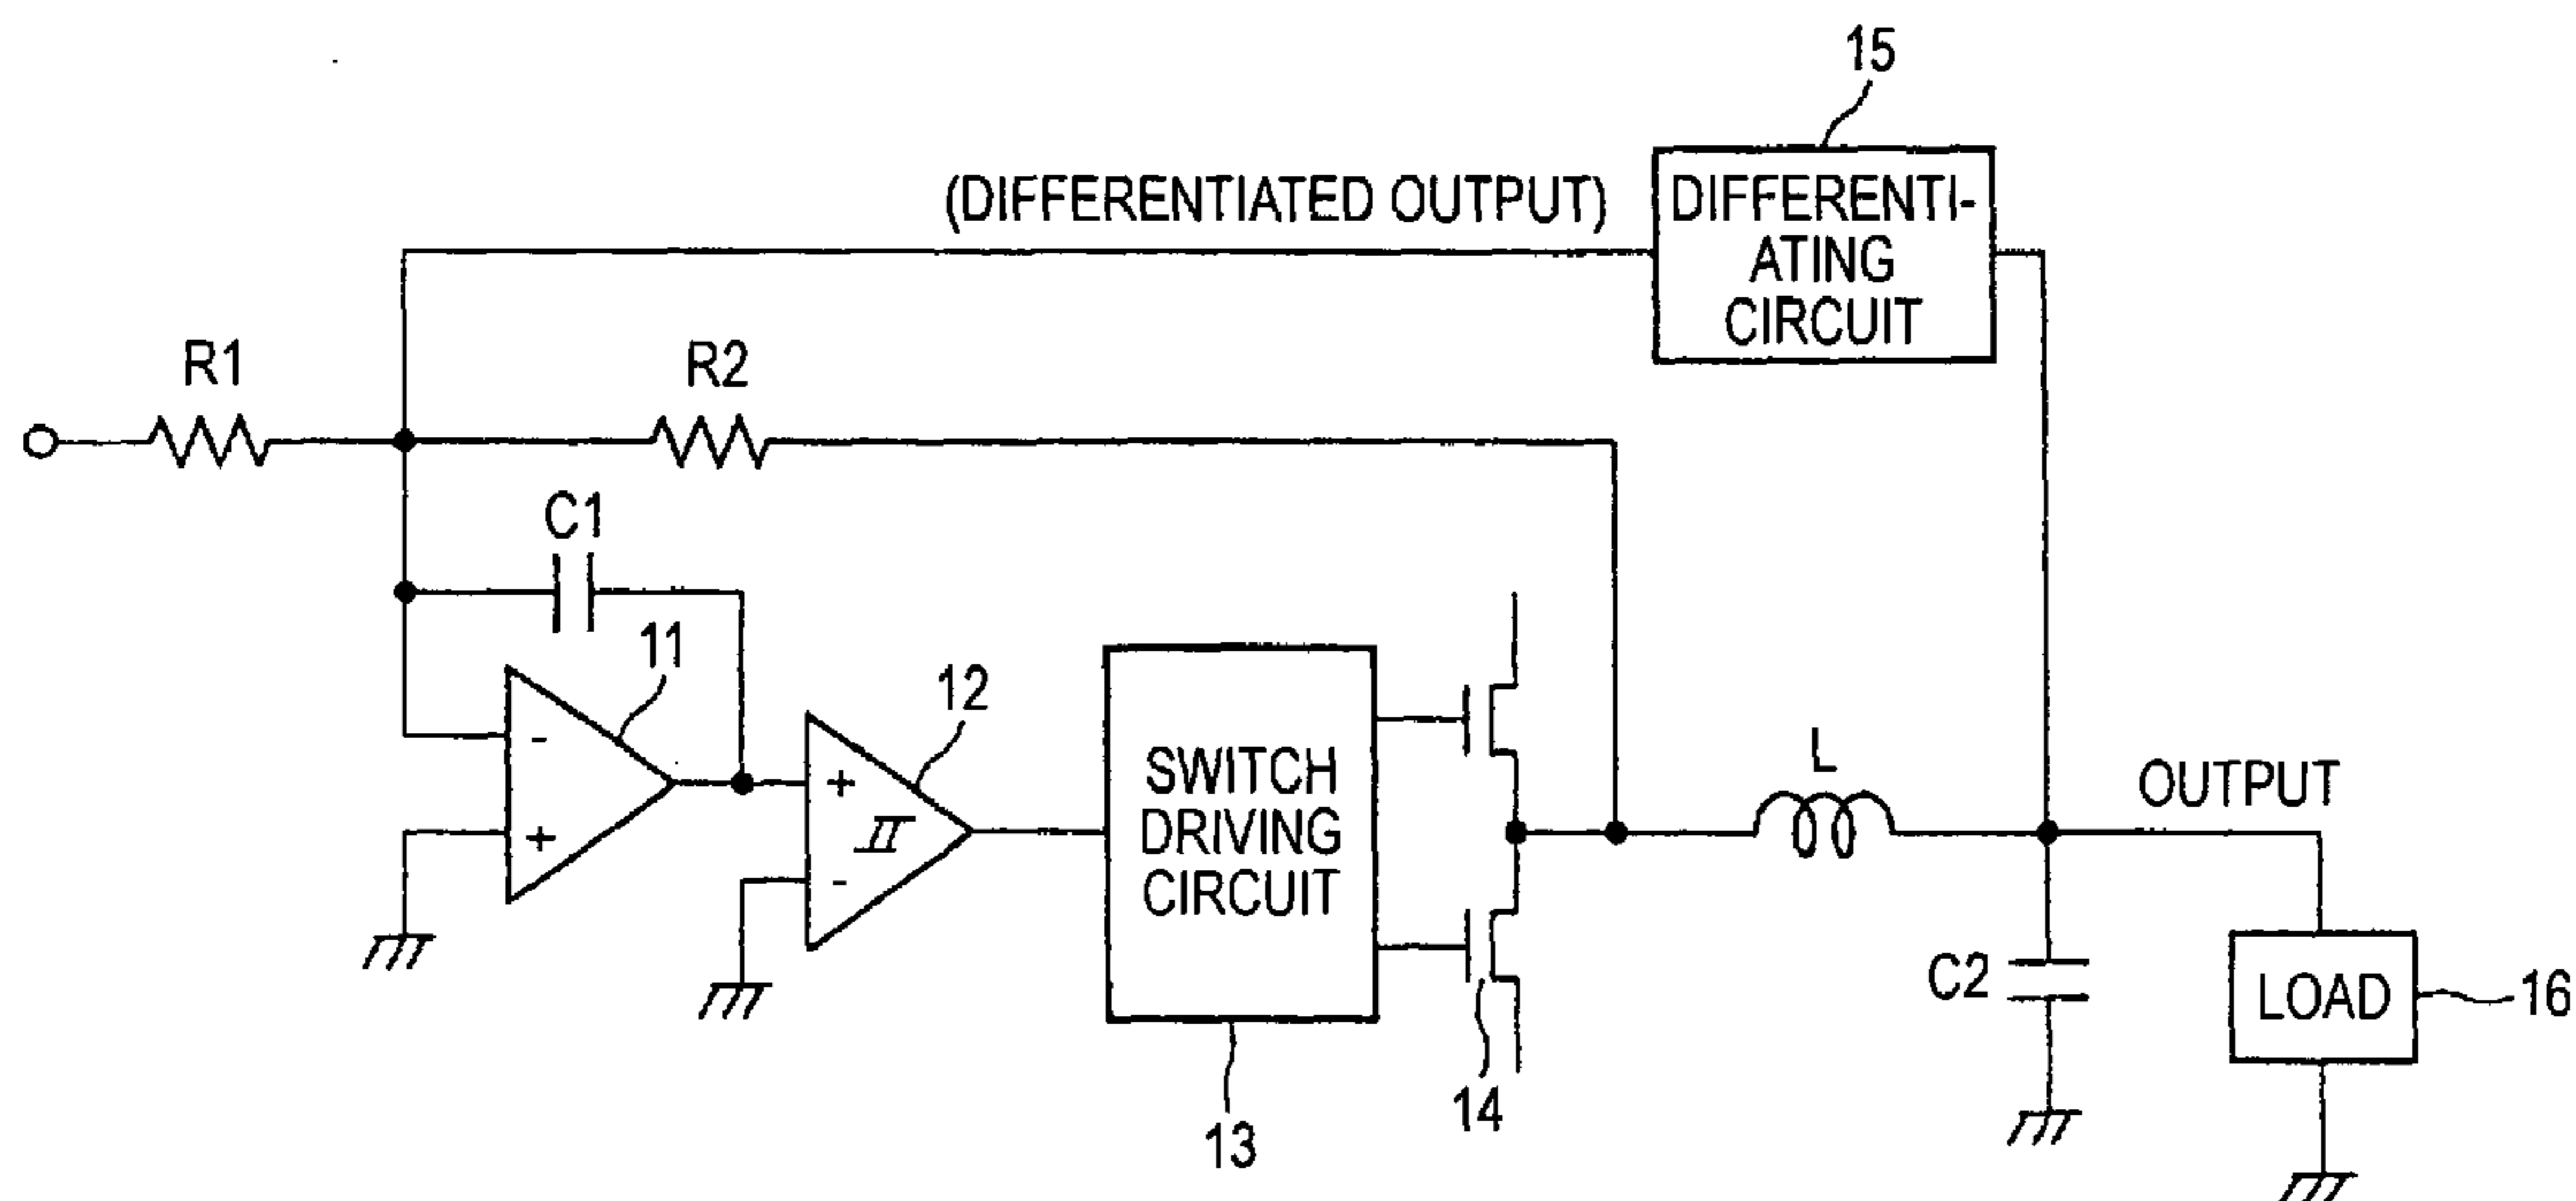 15
(DIFFERENTIATED OUTPUT)
DIFFERENTI-
ATING
CIRCUIT
R1
R2
C1
11
-
+
12
+
II
-
SWITCH
DRIVING
CIRCUIT
13
14
L
OUTPUT
C2
LOAD
16